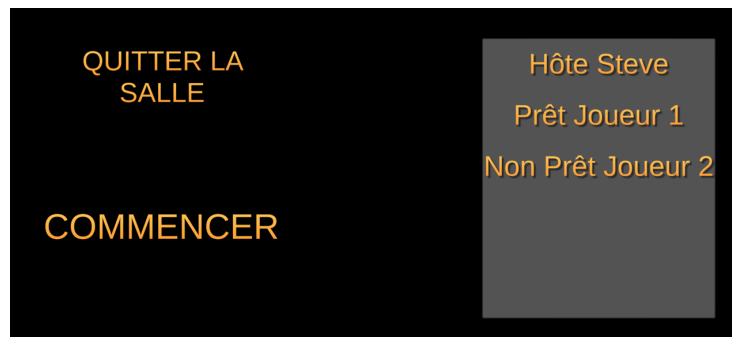 QUITTER LA
SALLE
COMMENCER
Hôte Steve
Prêt Joueur 1
Non Prêt Joueur 2